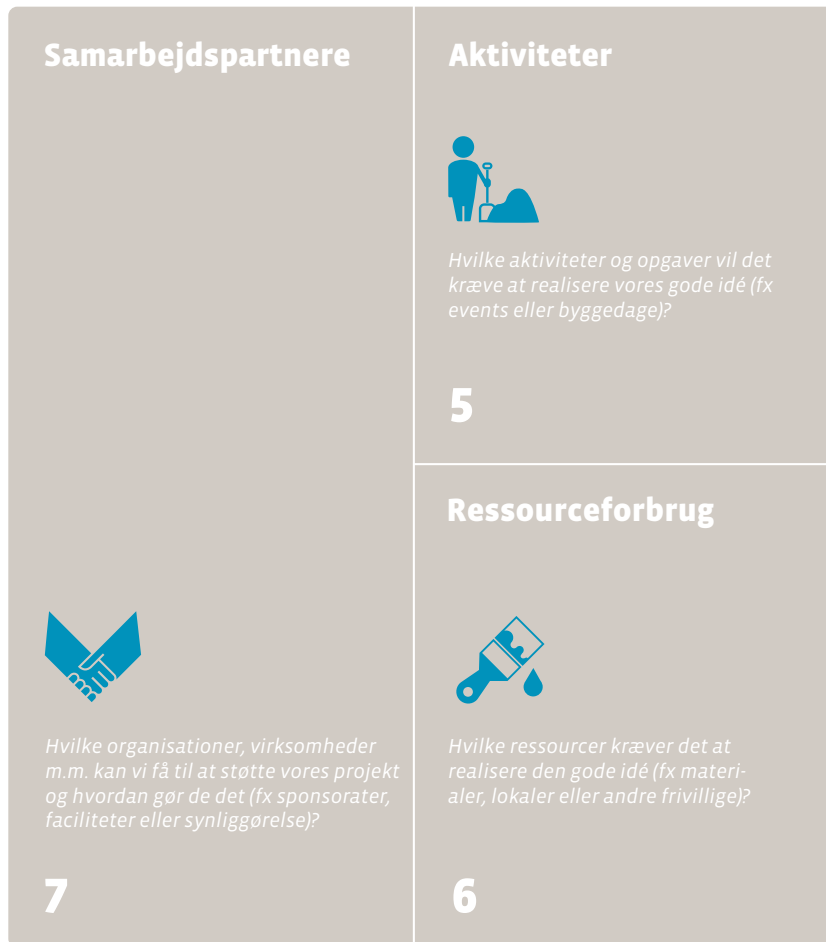 Samarbejdspartnere
Hvilke organisationer, virksomheder
m.m. kan vi få til at støtte vores projekt
og hvordan gør de det (fx sponsorater,
faciliteter eller synliggørelse)?
7
Aktiviteter
Hvilke aktiviteter og opgaver vil det
kræve at realisere vores gode idé (fx
events eller byggedage)?
5
Ressourceforbrug
Hvilke ressourcer kræver det at
realisere den gode idé (fx materi-
aler, lokaler eller andre frivillige)?
6